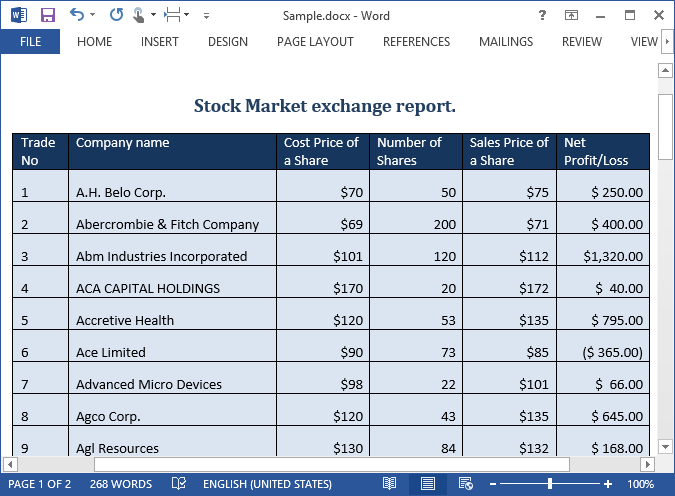 Sample.docx - Word
?
FILE HOME INSERT DESIGN PAGE LAYOUT REFERENCES MAILINGS REVIEW VIEW
Stock Market exchange report.
Trade No Company name Cost Price of a Share Number of Shares Sales Price of a Share Net Profit/Loss
1 A.H. Belo Corp. $70 50 $75 $ 250.00
2 Abercrombie & Fitch Company $69 200 $71 $ 400.00
3 Abm Industries Incorporated $101 120 $112 $1,320.00
4 ACA CAPITAL HOLDINGS $170 20 $172 $ 40.00
5 Accretive Health $120 53 $135 $ 795.00
6 Ace Limited $90 73 $85 ($ 365.00)
7 Advanced Micro Devices $98 22 $101 $ 66.00
8 Agco Corp. $120 43 $135 $ 645.00
9 Agl Resources $130 84 $132 $ 168.00
PAGE 1 OF 2 268 WORDS ENGLISH (UNITED STATES) 100%